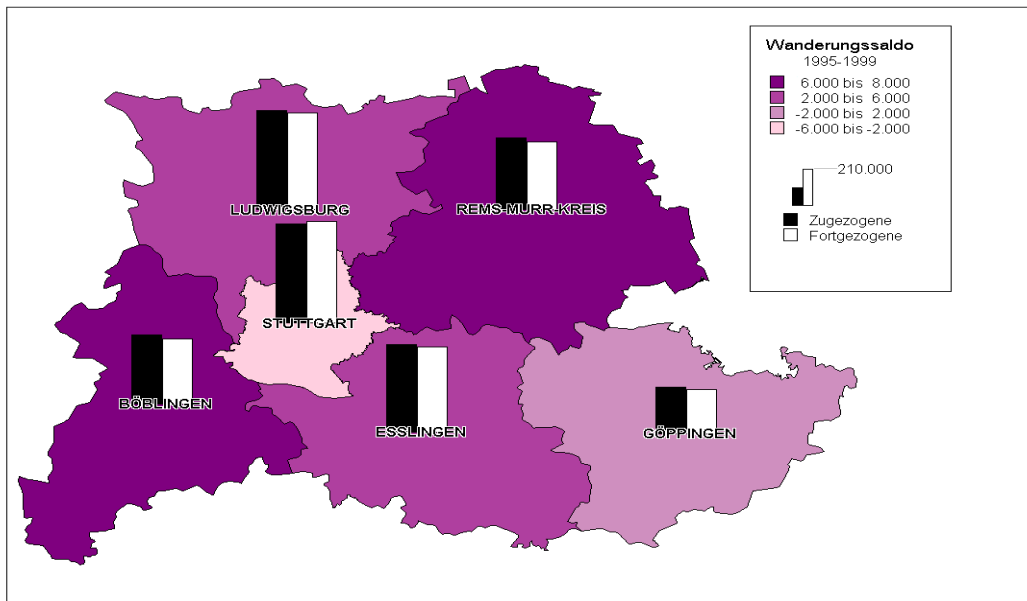 Wanderungssaldo
1995-1999
6.000 bis 8.000
2.000 bis 6.000
-2.000 bis 2.000
-6.000 bis -2.000
210.000
Zugezogene
Fortgezogene
LUDWIGSBURG
REMS-MURR-KREIS
STUTTGART
BÖBLINGEN
ESSLINGEN
GÖPPINGEN